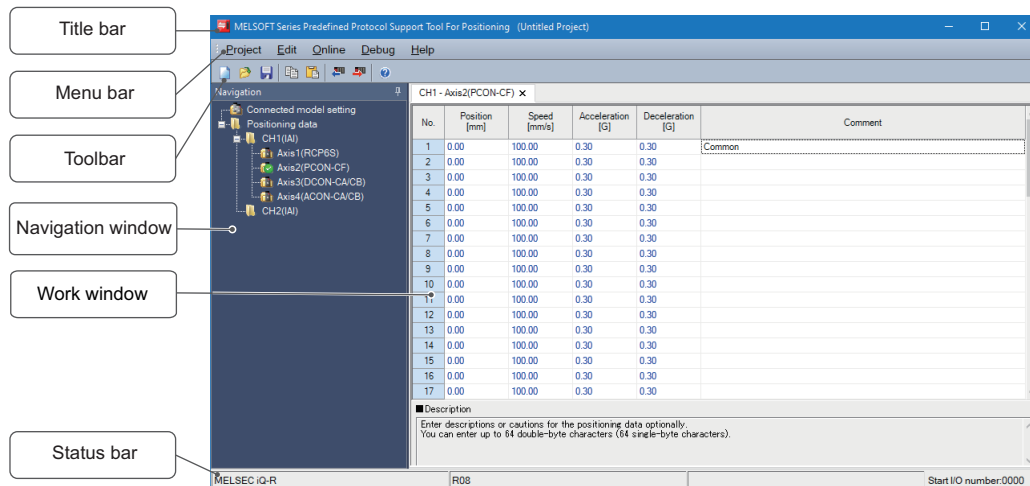 Title bar
Menu bar
Toolbar
Navigation window
Work window
Status bar
MELSOFT Series Predefined Protocol Support Tool For Positioning (Untitled Project)
Project Edit Online Debug Help
Navigation
Connected model setting
Positioning data
CH1(IAI)
Axis1(RCP6S)
Axis2(PCON-CF)
Axis3(DCON-CA/CB)
Axis4(ACON-CA/CB)
CH2(IAI)
CH1 - Axis2(PCON-CF) x
No. Position [mm] Speed [mm/s] Acceleration [G] Deceleration [G] Comment
1 0.00 100.00 0.30 0.30 Common
2 0.00 100.00 0.30 0.30
3 0.00 100.00 0.30 0.30
4 0.00 100.00 0.30 0.30
5 0.00 100.00 0.30 0.30
6 0.00 100.00 0.30 0.30
7 0.00 100.00 0.30 0.30
8 0.00 100.00 0.30 0.30
9 0.00 100.00 0.30 0.30
10 0.00 100.00 0.30 0.30
11 0.00 100.00 0.30 0.30
12 0.00 100.00 0.30 0.30
13 0.00 100.00 0.30 0.30
14 0.00 100.00 0.30 0.30
15 0.00 100.00 0.30 0.30
16 0.00 100.00 0.30 0.30
17 0.00 100.00 0.30 0.30
■Description
Enter descriptions or cautions for the positioning data optionally.
You can enter up to 64 double-byte characters (64 single-byte characters).
MELSEC iQ-R R08 Start I/O number:0000